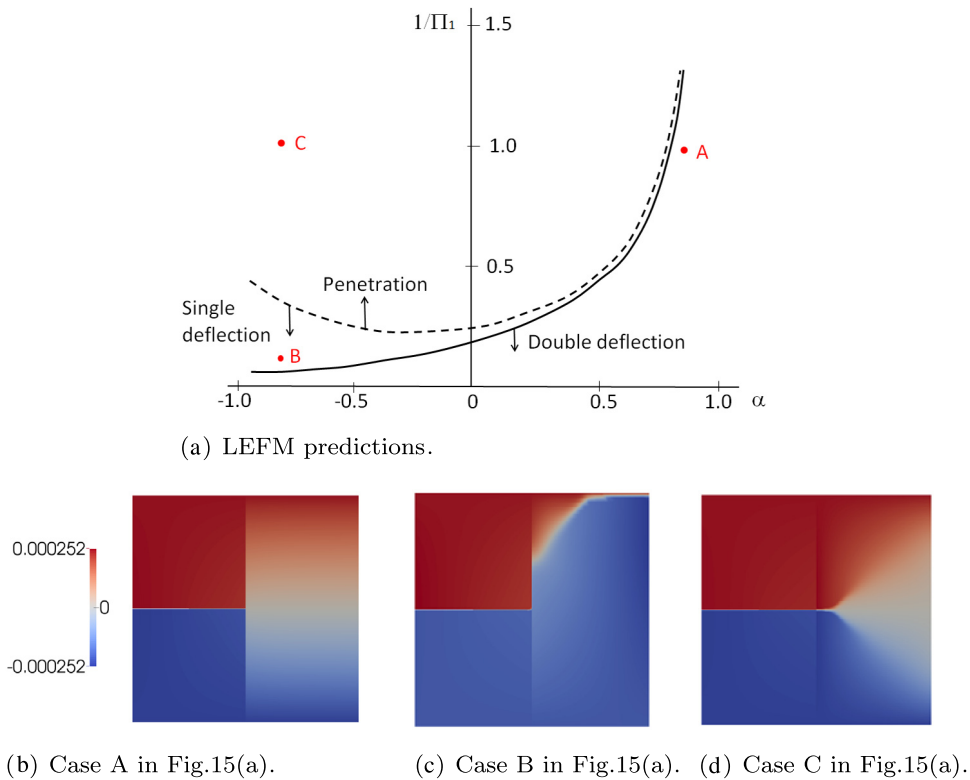 1/Π₁
1.5
C
1.0
A
0.5
Penetration
Single
deflection
B
Double deflection
-1.0
-0.5
0
0.5
1.0
α
(a) LEFM predictions.
0.000252
0
-0.000252
(b) Case A in Fig.15(a).
(c) Case B in Fig.15(a).
(d) Case C in Fig.15(a).